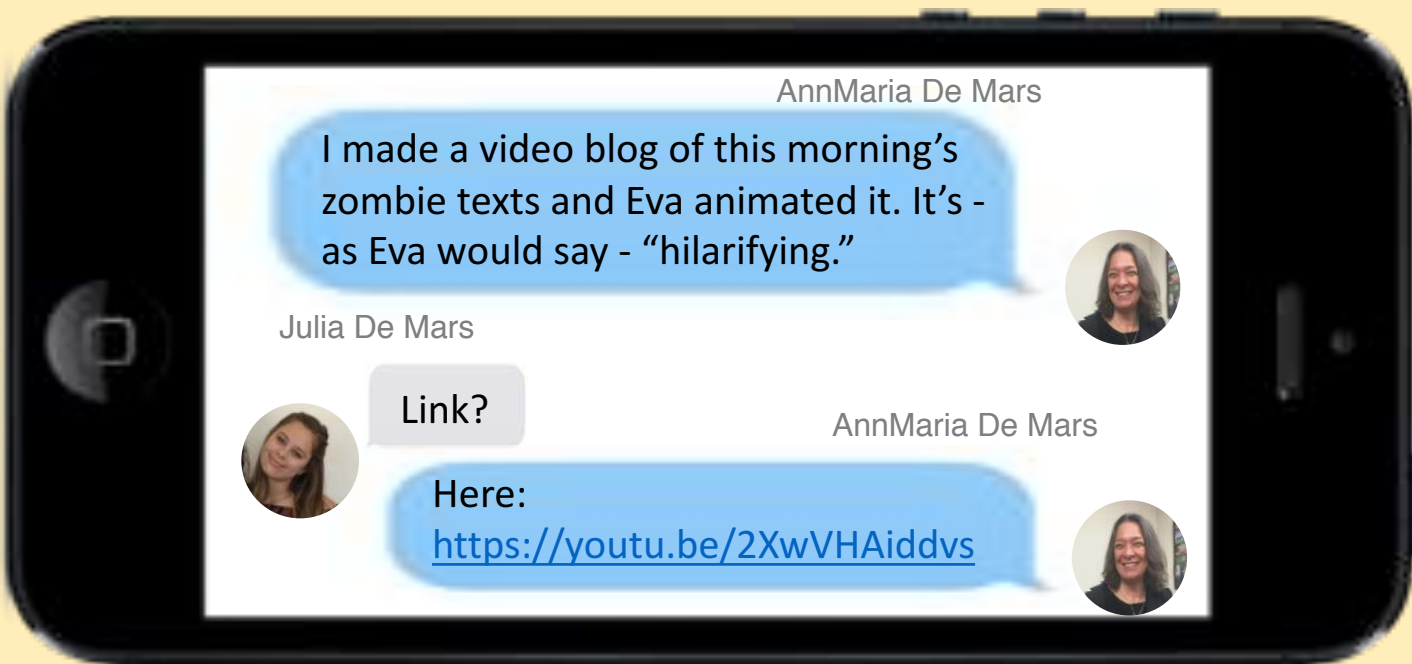 AnnMaria De Mars
I made a video blog of this morning’s
zombie texts and Eva animated it. It’s -
as Eva would say - “hilarifying.”
Julia De Mars
Link?
AnnMaria De Mars
Here:
https://youtu.be/2XwVHAiddvs